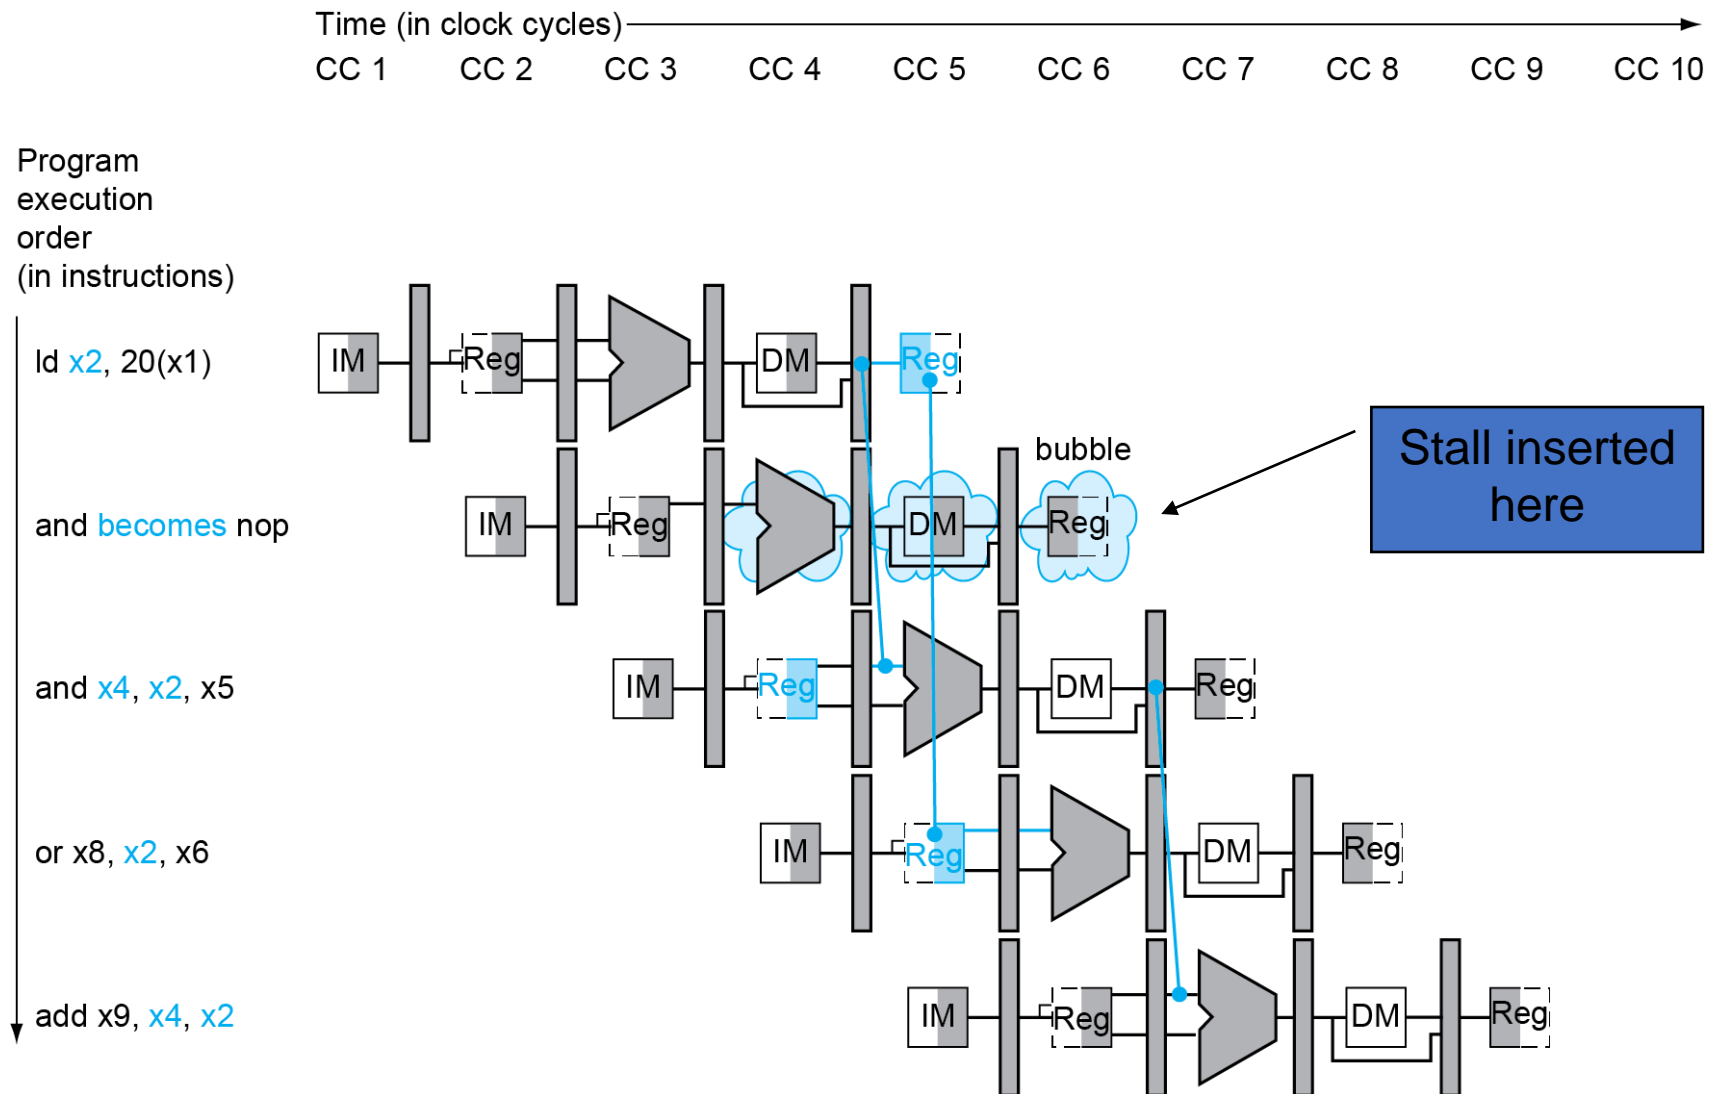 Time (in clock cycles)
CC 1 CC 2 CC 3 CC 4 CC 5 CC 6 CC 7 CC 8 CC 9 CC 10
Program
execution
order
(in instructions)
ld x2, 20(x1)
IM Reg DM Reg
bubble
Stall inserted
here
and becomes nop
IM Reg DM Reg
and x4, x2, x5
IM Reg DM Reg
or x8, x2, x6
IM Reg DM Reg
add x9, x4, x2
IM Reg DM Reg